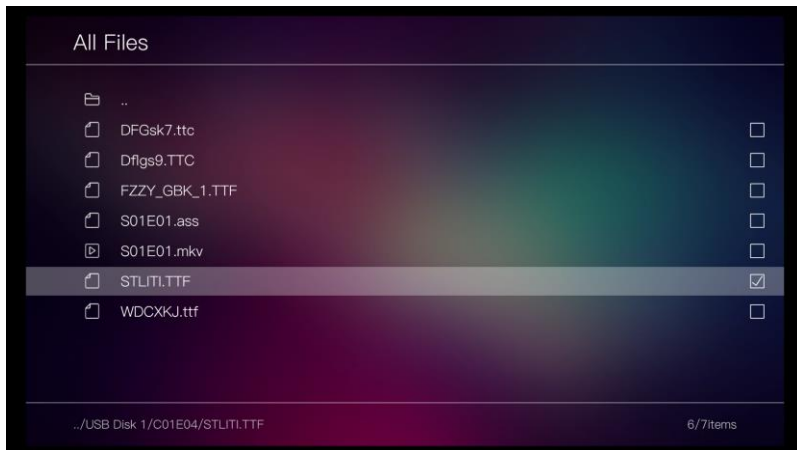 All Files
..
DFGsk7.ttc
Dflgs9.TTC
FZZY_GBK_1.TTF
S01E01.ass
S01E01.mkv
STLITI.TTF
WDCXKJ.ttf
../USB Disk 1/C01E04/STLITI.TTF 6/7items